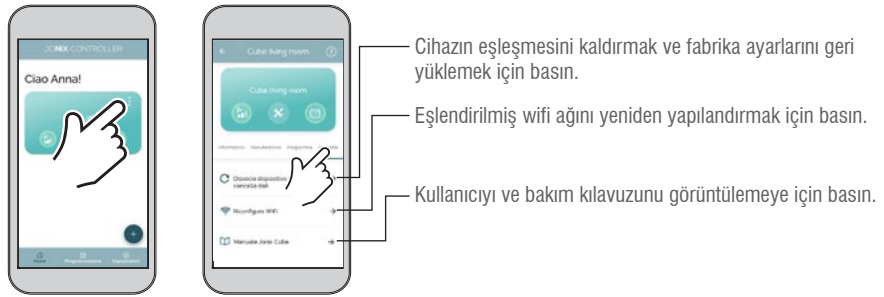 JONIX CONTROLLER
Ciao Anna!
Home
Programmazione
Impostazioni
Cube living room
Cube living room
Information
Manutenzione
Programma
Dissocia dispositivo e
cancella dati
Riconfigura WiFi
Manuale Jonix Cube
Cihazın eşleşmesini kaldırmak ve fabrika ayarlarını geri
yüklemek için basın.
Eşlendirilmiş wifi ağını yeniden yapılandırmak için basın.
Kullanıcıyı ve bakım kılavuzunu görüntülemeye için basın.